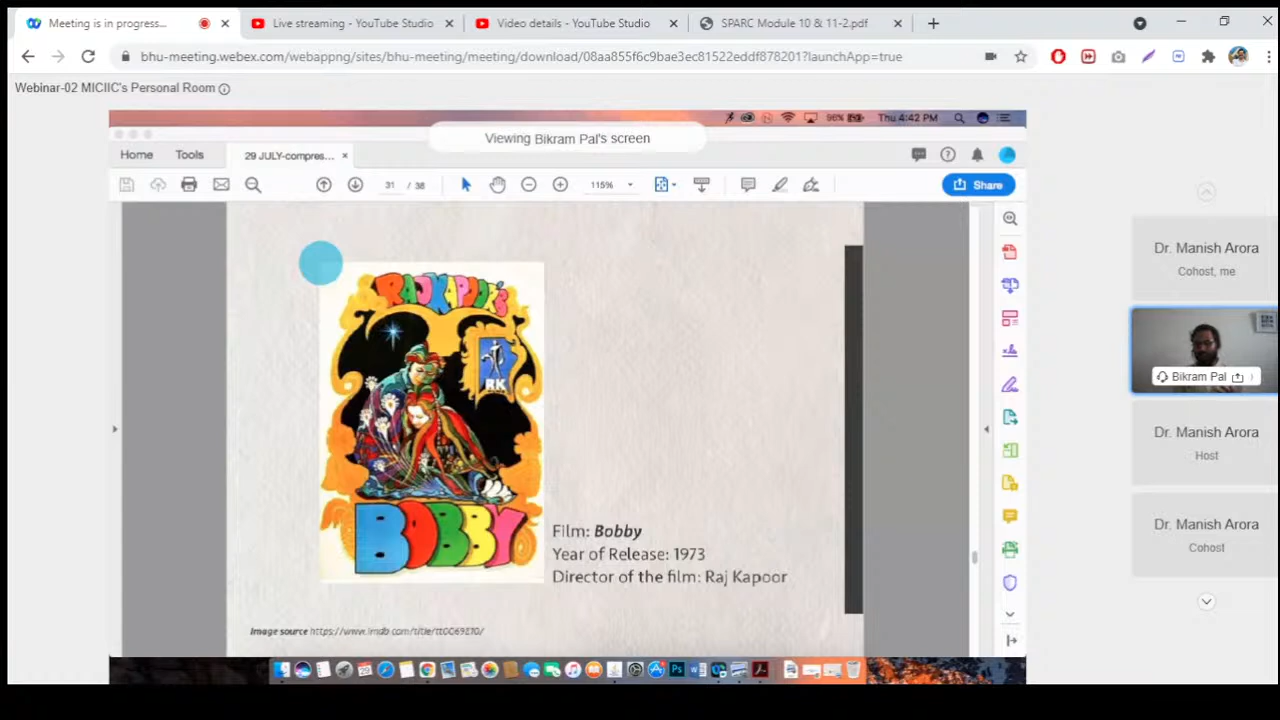 Meeting is in progress...
Live streaming - YouTube Studio
Video details - YouTube Studio
SPARC Module 10 & 11-2.pdf
bhu-meeting.webex.com/webappng/sites/bhu-meeting/meeting/download/08aa855f6c9bae3ec81522eddf878201?launchApp=true
Webinar-02 MICIIC's Personal Room
96%
Thu 4:42 PM
Viewing Bikram Pal's screen
Home
Tools
29 JULY-compres...
31 / 38
115%
Share
RAJ KAPOOR'S
RK
BOBBY
Film: Bobby
Year of Release: 1973
Director of the film: Raj Kapoor
Image source https://www.imdb.com/title/tt0069810/
Dr. Manish Arora
Cohost, me
Bikram Pal
Dr. Manish Arora
Host
Dr. Manish Arora
Cohost